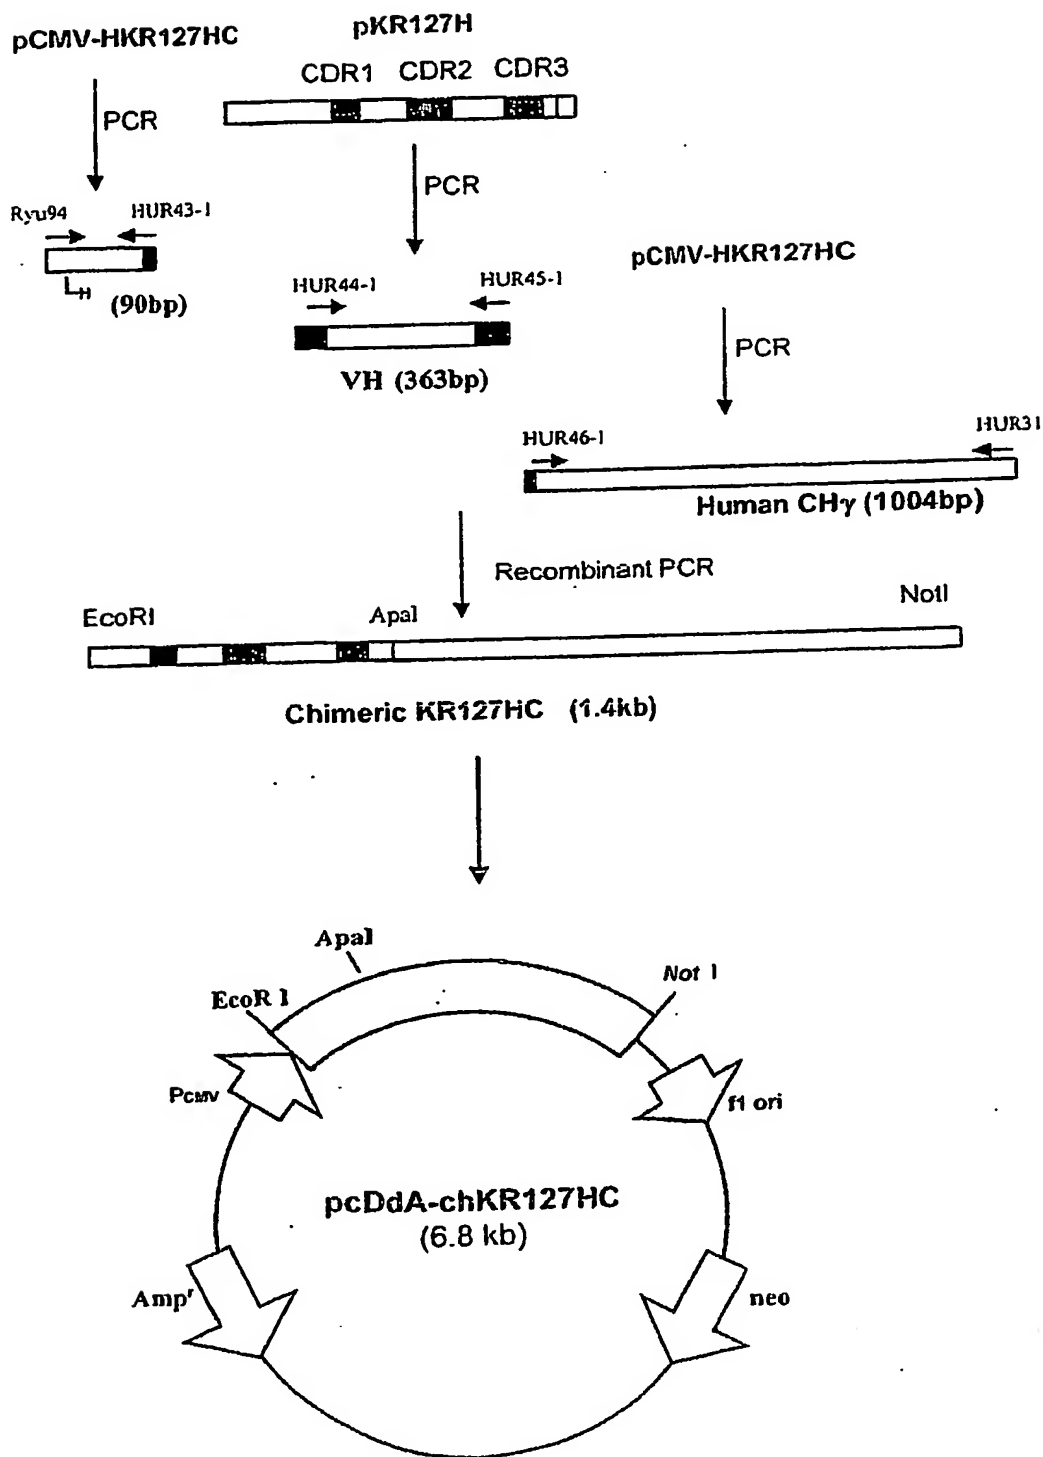 pCMV-HKR127HC
PCR
Ryu94
HUR43-1
LH
(90bp)
pKR127H
CDR1 CDR2 CDR3
PCR
HUR44-1
HUR45-1
VH (363bp)
pCMV-HKR127HC
PCR
HUR46-1
HUR31
Human CHγ (1004bp)
Recombinant PCR
EcoRI
ApaI
NotI
Chimeric KR127HC (1.4kb)
ApaI
EcoR I
Not I
PCMV
f1 ori
pcDdA-chKR127HC
(6.8 kb)
Ampʳ
neo